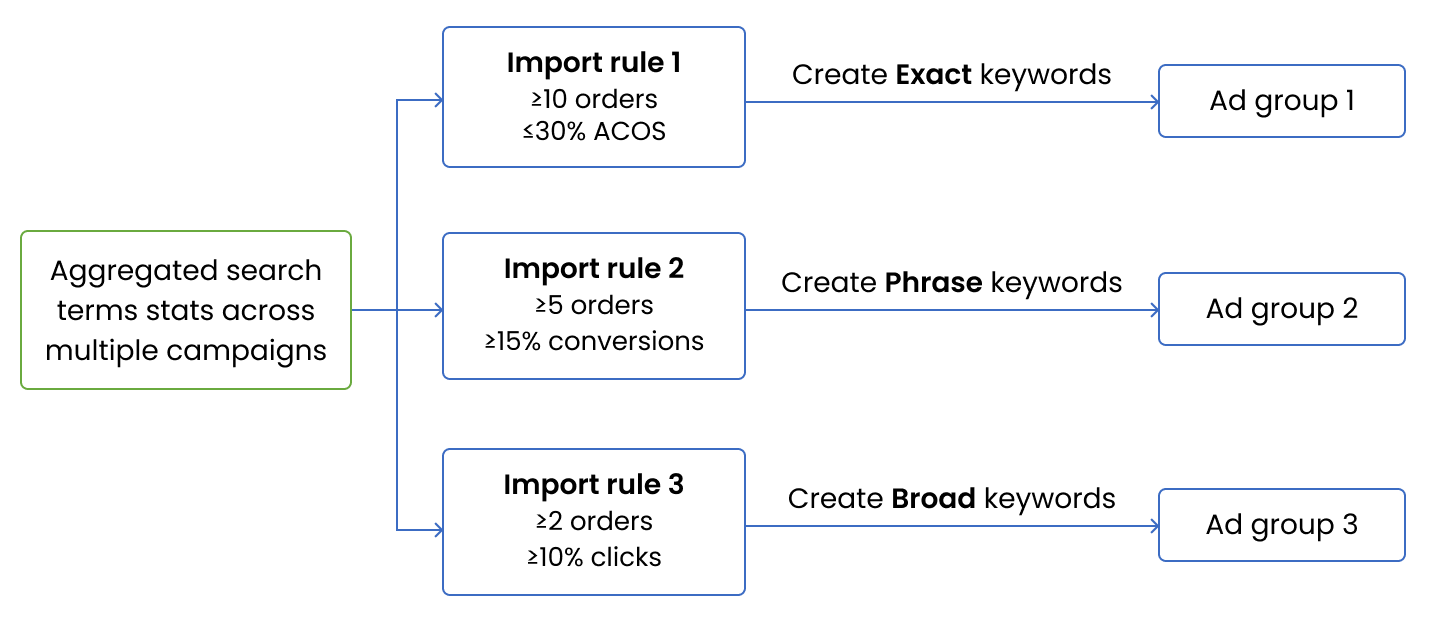 Aggregated search
terms stats across
multiple campaigns
Import rule 1
≥10 orders
≤30% ACOS
Create Exact keywords
Ad group 1
Import rule 2
≥5 orders
≥15% conversions
Create Phrase keywords
Ad group 2
Import rule 3
≥2 orders
≥10% clicks
Create Broad keywords
Ad group 3